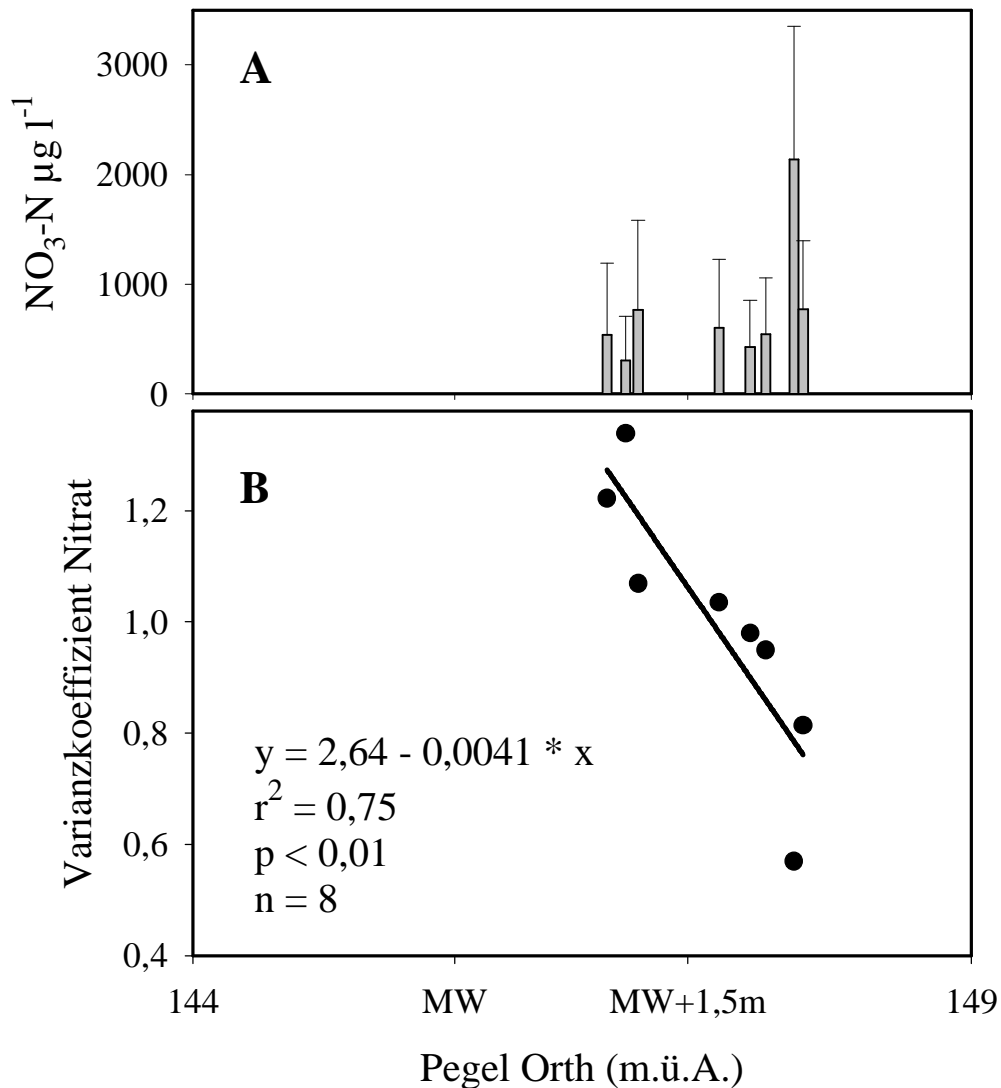 A
NO₃-N µg l⁻¹
3000
2000
1000
0
B
Varianzkoeffizient Nitrat
1,2
1,0
0,8
0,6
0,4
y = 2,64 - 0,0041 * x
r² = 0,75
p < 0,01
n = 8
144 MW MW+1,5m 149
Pegel Orth (m.ü.A.)